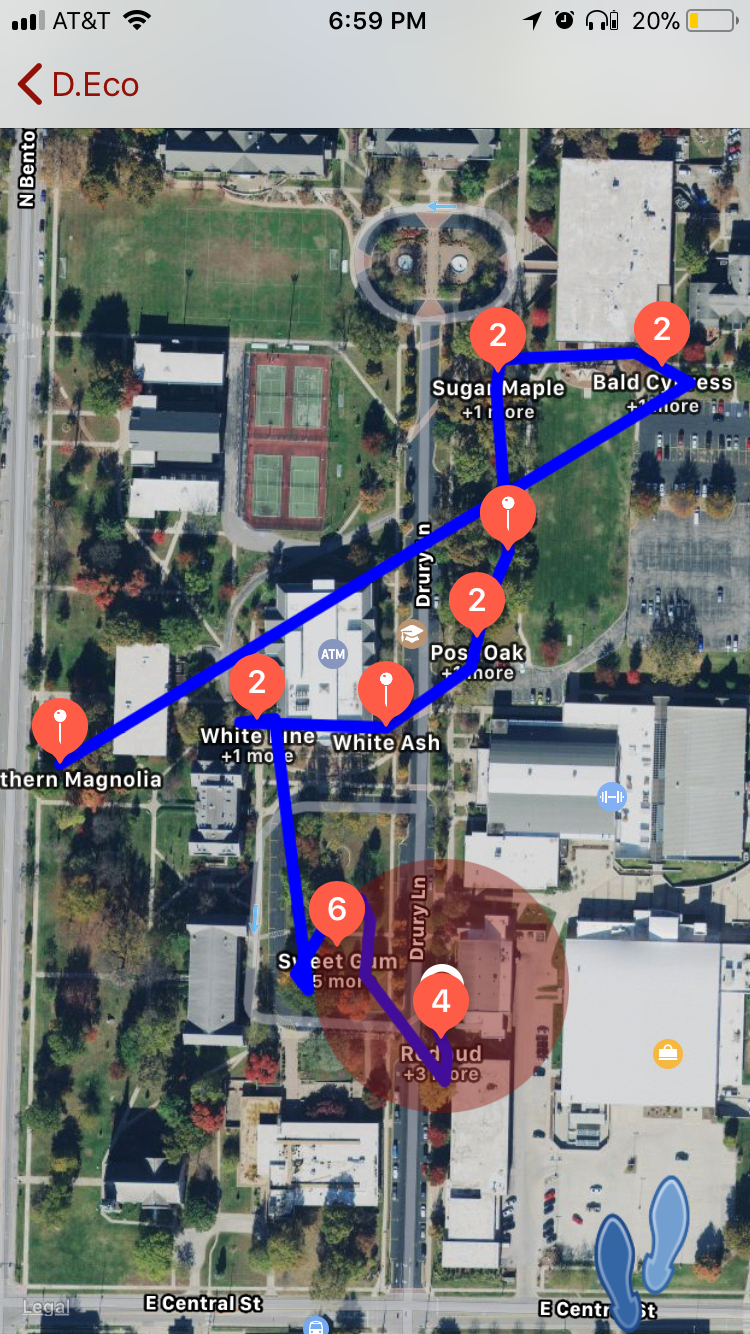 AT&T
6:59 PM
20%
D.Eco
N Bento
2
2
Sugar Maple
+1 more
Bald Cypress
+1 more
Drury Ln
2
Post Oak
+1 more
ATM
2
White Pine
+1 more
White Ash
thern Magnolia
6
Sweet Gum
+5 more
Drury Ln
4
Redbud
+3 more
E Central St
E Central St
Legal